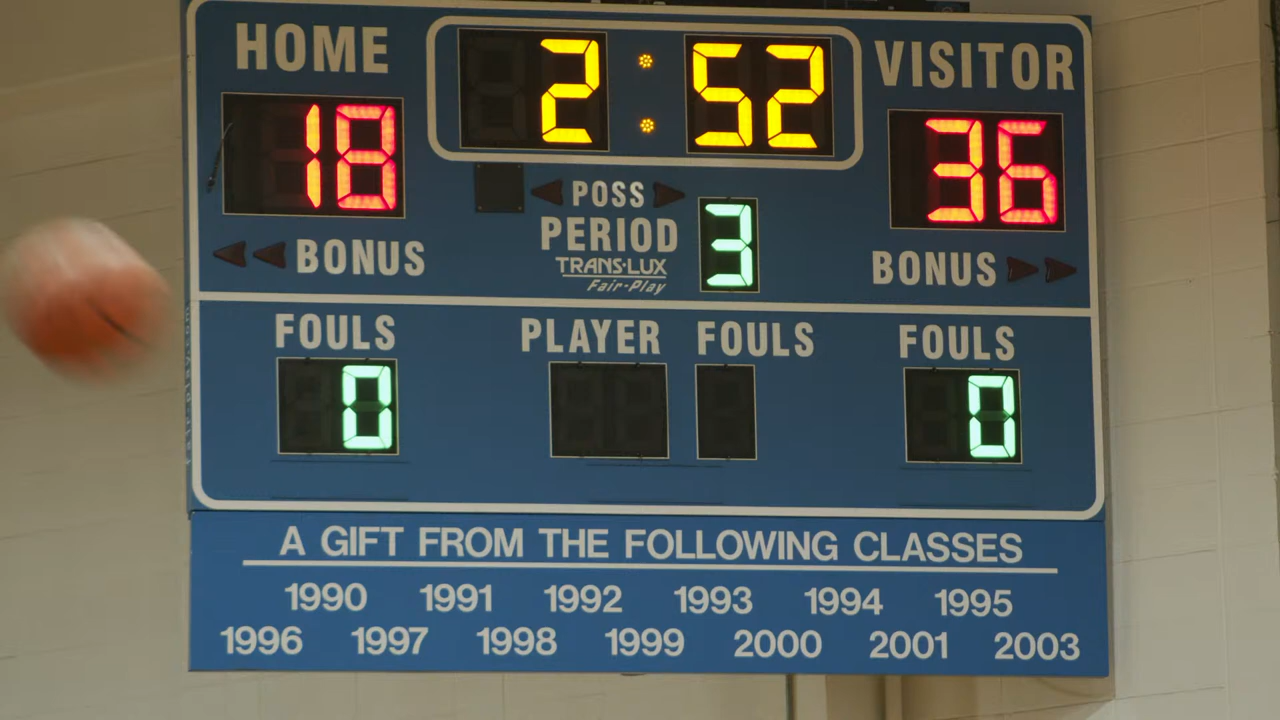 HOME 2:52 VISITOR
18 36
POSS
PERIOD 3
TRANS-LUX
Fair-Play
BONUS BONUS
FOULS PLAYER FOULS FOULS
0 0
A GIFT FROM THE FOLLOWING CLASSES
1990 1991 1992 1993 1994 1995
1996 1997 1998 1999 2000 2001 2003